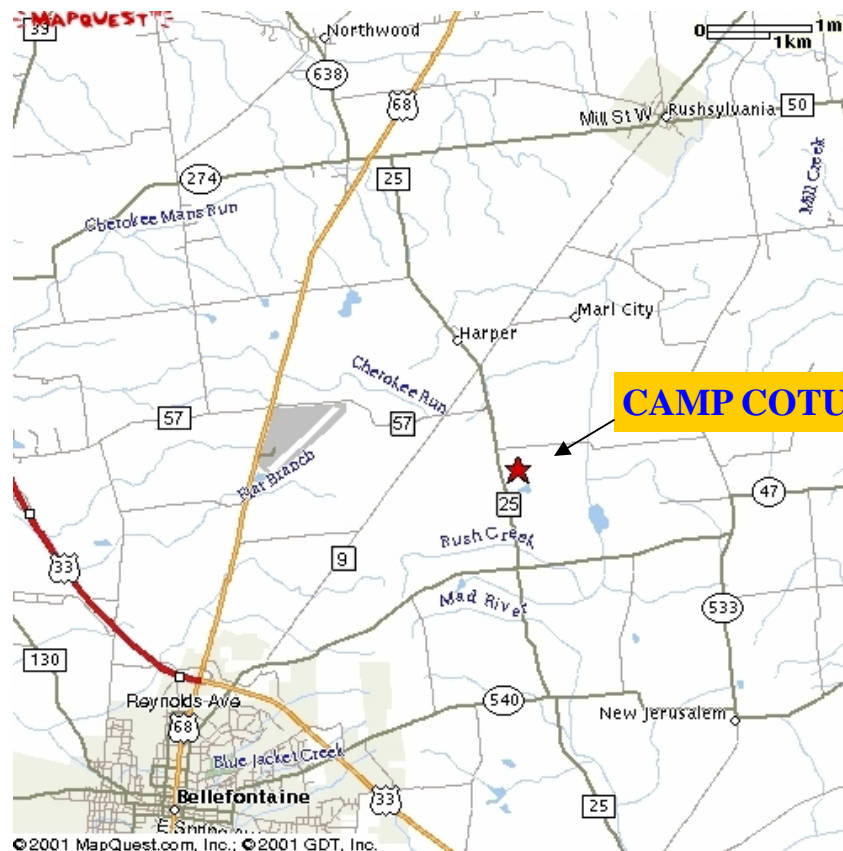 MAPQUEST
39
Northwood
0 1m
1km
638
68
Mill St W
Rushsylvania
50
274
25
Mill Creek
Cherokee Mans Run
Marl City
Harper
Cherokee Run
57
57
CAMP COTU
Flat Branch
47
25
Rush Creek
9
33
Mad River
533
130
Reynolds Ave
540
New Jerusalem
68
Blue Jacket Creek
Bellefontaine
33
25
©2001 MapQuest.com, Inc.; ©2001 GDT, Inc.